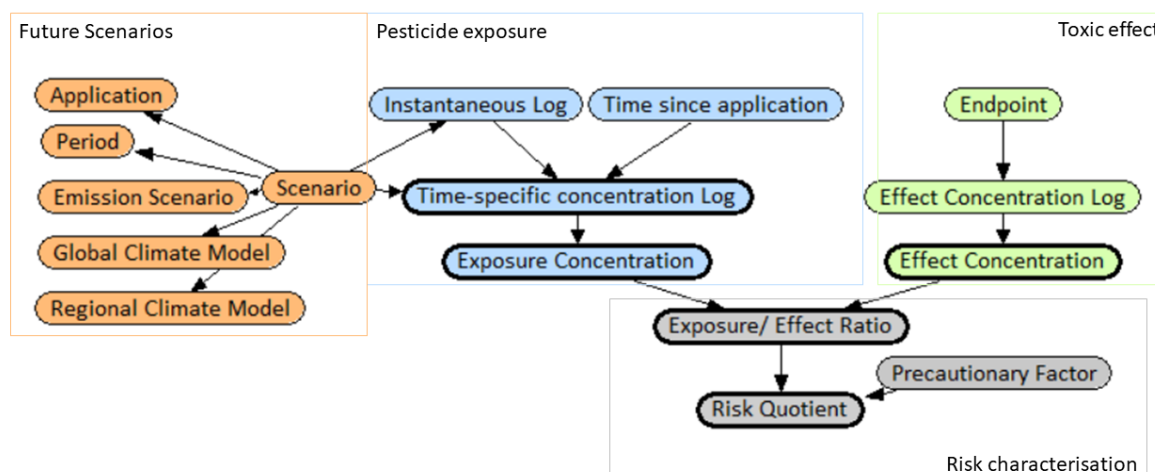 Future Scenarios
Pesticide exposure
Toxic effect
Application
Period
Emission Scenario
Global Climate Model
Regional Climate Model
Scenario
Instantaneous Log
Time since application
Time-specific concentration Log
Exposure Concentration
Endpoint
Effect Concentration Log
Effect Concentration
Exposure/ Effect Ratio
Precautionary Factor
Risk Quotient
Risk characterisation